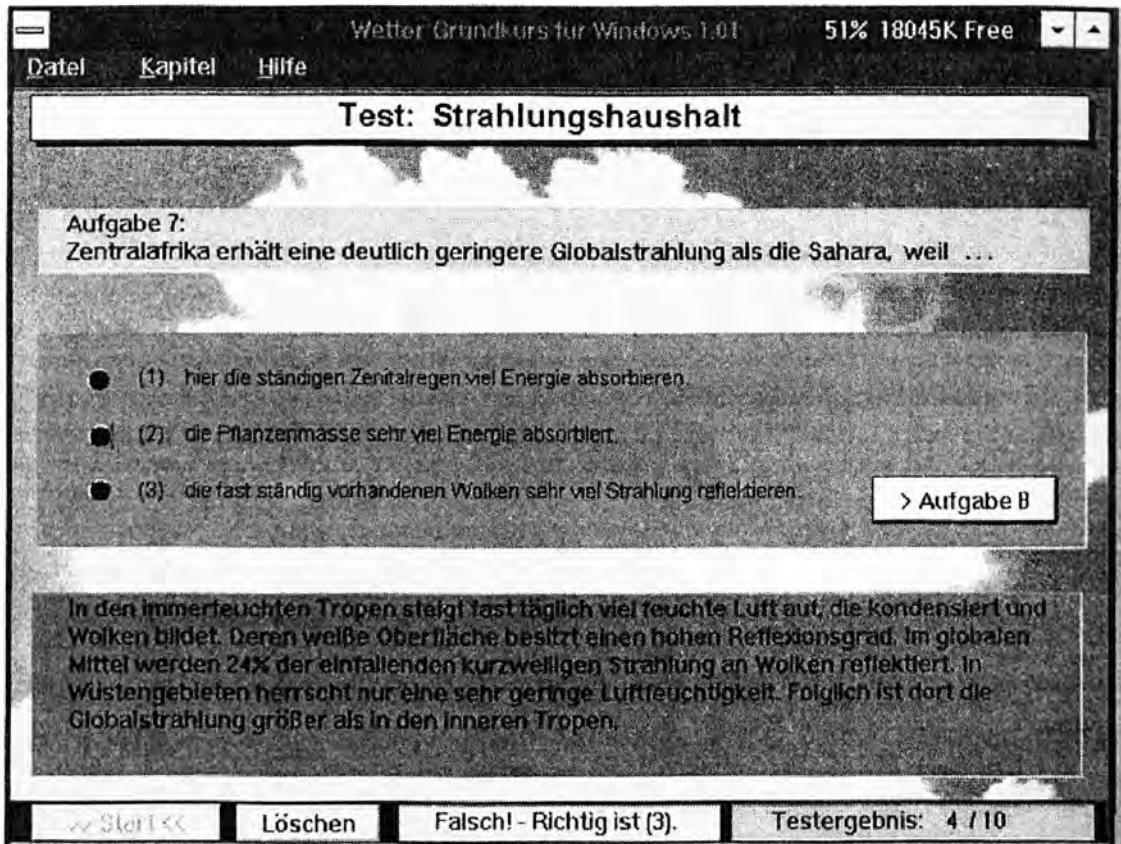 Wetter Grundkurs für Windows 1.01 51% 18045K Free
Datei Kapitel Hilfe
Test: Strahlungshaushalt
Aufgabe 7:
Zentralafrika erhält eine deutlich geringere Globalstrahlung als die Sahara, weil ...
(1) hier die ständigen Zenitalregen viel Energie absorbieren.
(2) die Pflanzenmasse sehr viel Energie absorbiert.
(3) die fast ständig vorhandenen Wolken sehr viel Strahlung reflektieren.
> Aufgabe 8
In den immerfeuchten Tropen steigt fast täglich viel feuchte Luft auf, die kondensiert und
Wolken bildet. Deren weiße Oberfläche besitzt einen hohen Reflexionsgrad. Im globalen
Mittel werden 24% der einfallenden kurzwelligen Strahlung an Wolken reflektiert. In
Wüstengebieten herrscht nur eine sehr geringe Luftfeuchtigkeit. Folglich ist dort die
Globalstrahlung größer als in den inneren Tropen.
Start << Löschen Falsch! - Richtig ist (3). Testergebnis: 4 / 10